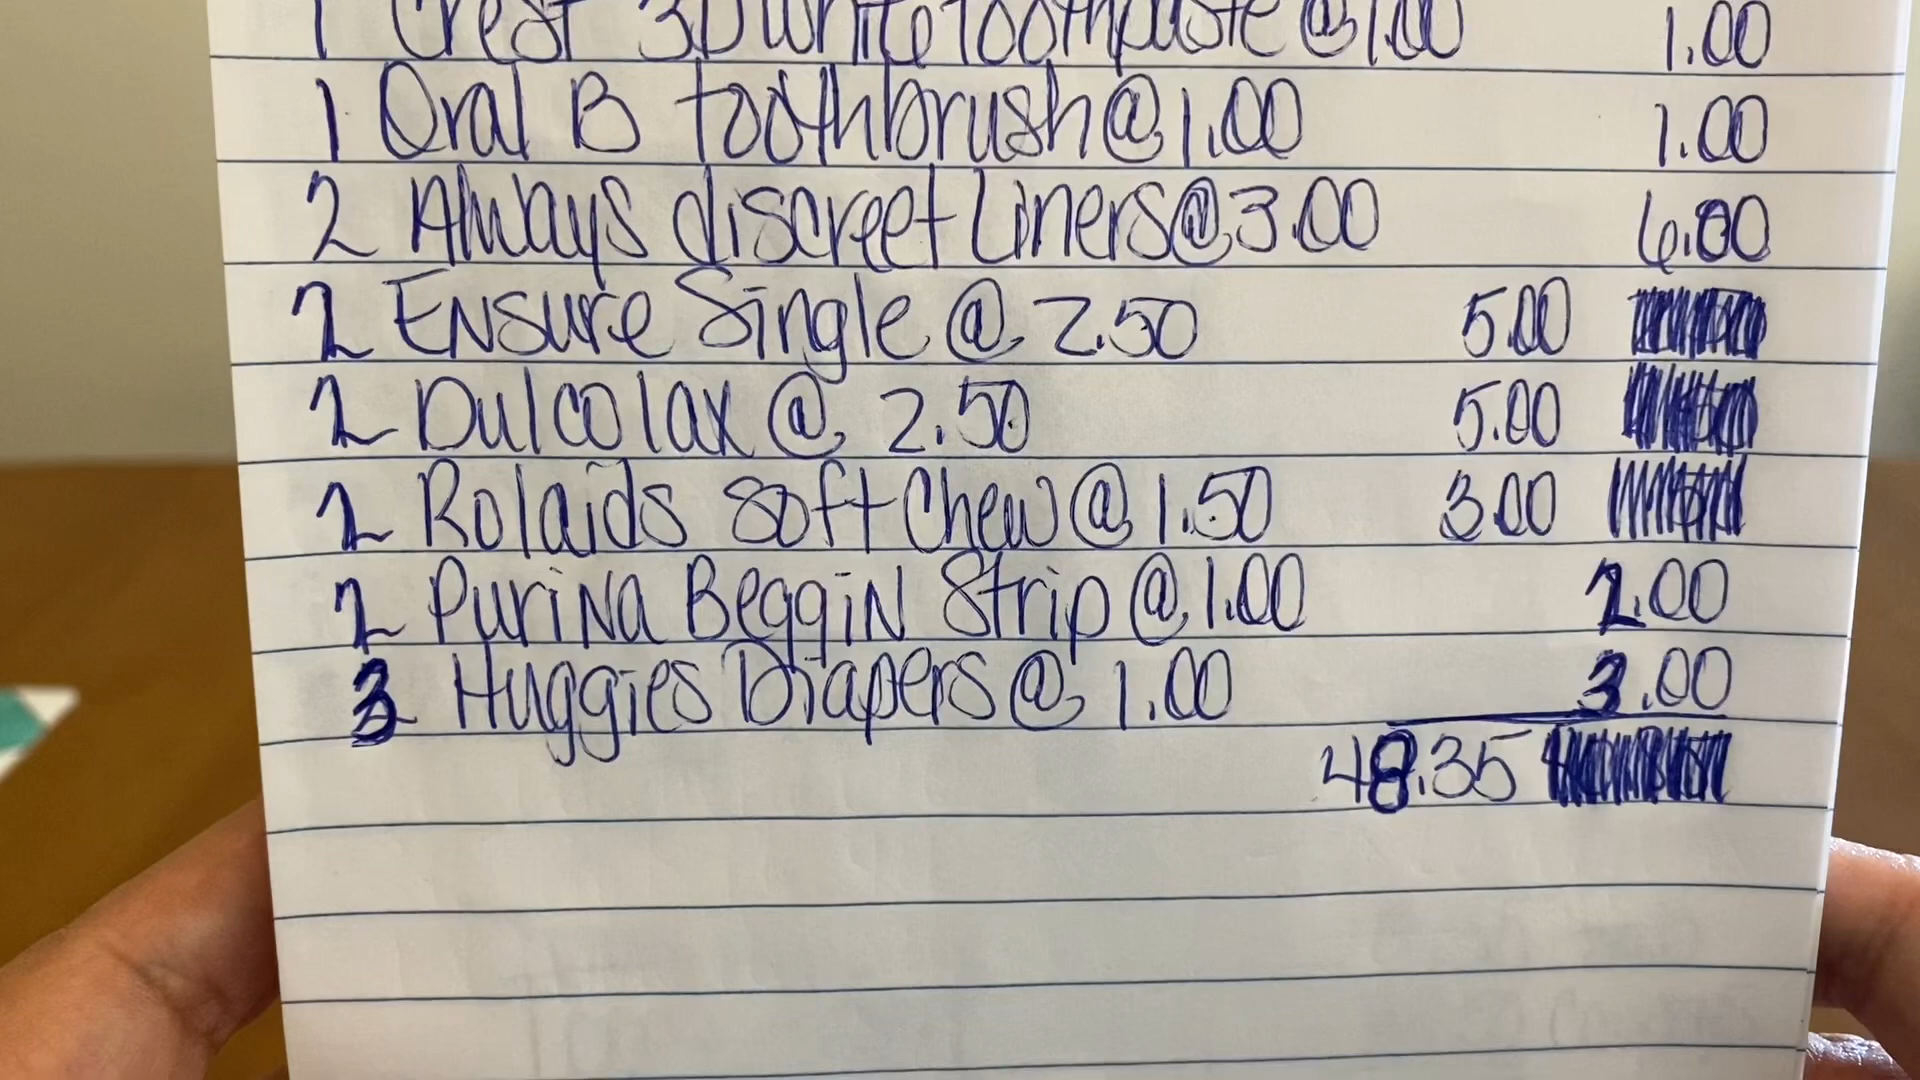 1 Crest 3D White toothpaste @ 1.00 1.00
1 Oral B toothbrush @ 1.00 1.00
2 Always discreet Liners @ 3.00 6.00
2 Ensure Single @ 2.50 5.00
2 Dulcolax @ 2.50 5.00
2 Rolaids soft Chew @ 1.50 3.00
2 Purina Beggin Strip @ 1.00 2.00
3 Huggies Diapers @ 1.00 3.00
48.35